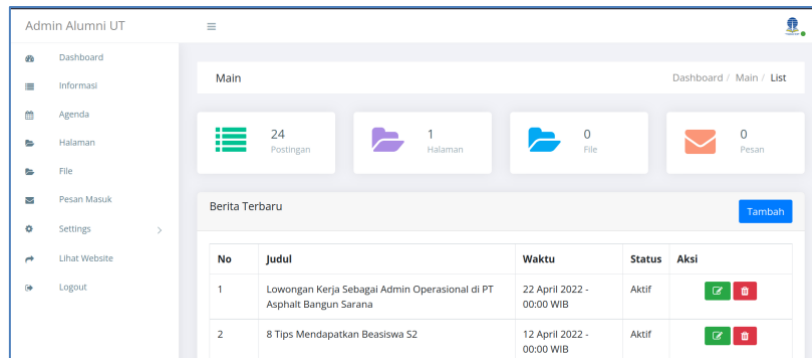 Admin Alumni UT
Dashboard
Informasi
Agenda
Halaman
File
Pesan Masuk
Settings
Lihat Website
Logout
Main
Dashboard / Main / List
24
Postingan
1
Halaman
0
File
0
Pesan
Berita Terbaru
Tambah
No Judul Waktu Status Aksi
1 Lowongan Kerja Sebagai Admin Operasional di PT 22 April 2022 - Aktif
Asphalt Bangun Sarana 00:00 WIB
2 8 Tips Mendapatkan Beasiswa S2 12 April 2022 - Aktif
00:00 WIB